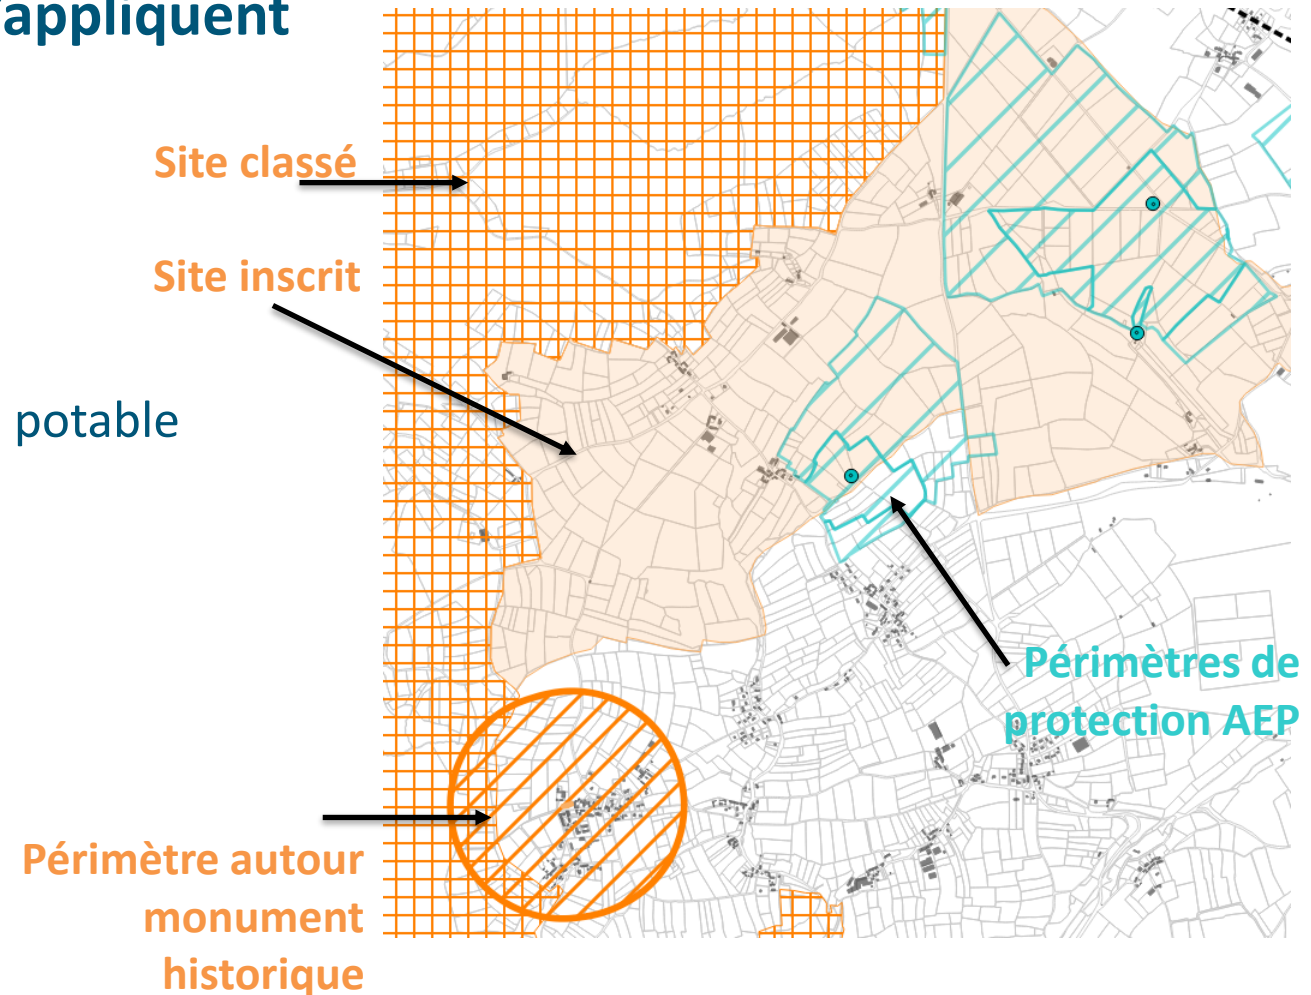 appliquent
Site classé
Site inscrit
potable
Périmètres de
protection AEP
Périmètre autour
monument
historique